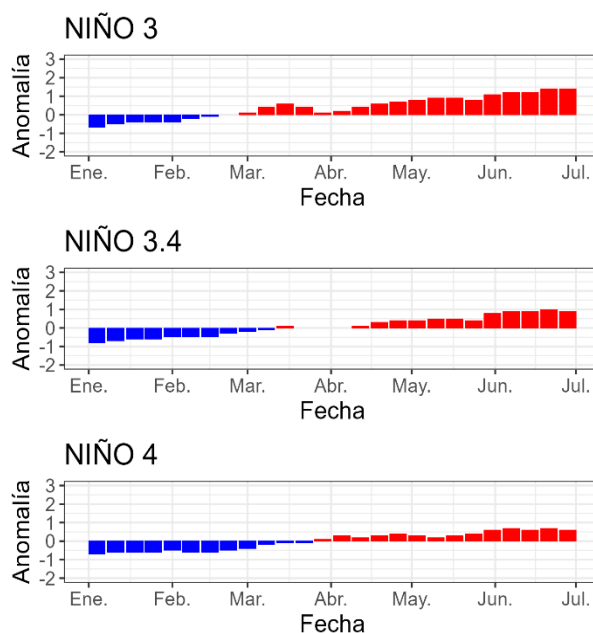 NIÑO 3
Anomalía
3
2
1
0
-1
-2
Ene. Feb. Mar. Abr. May. Jun. Jul.
Fecha
NIÑO 3.4
Anomalía
3
2
1
0
-1
-2
Ene. Feb. Mar. Abr. May. Jun. Jul.
Fecha
NIÑO 4
Anomalía
3
2
1
0
-1
-2
Ene. Feb. Mar. Abr. May. Jun. Jul.
Fecha